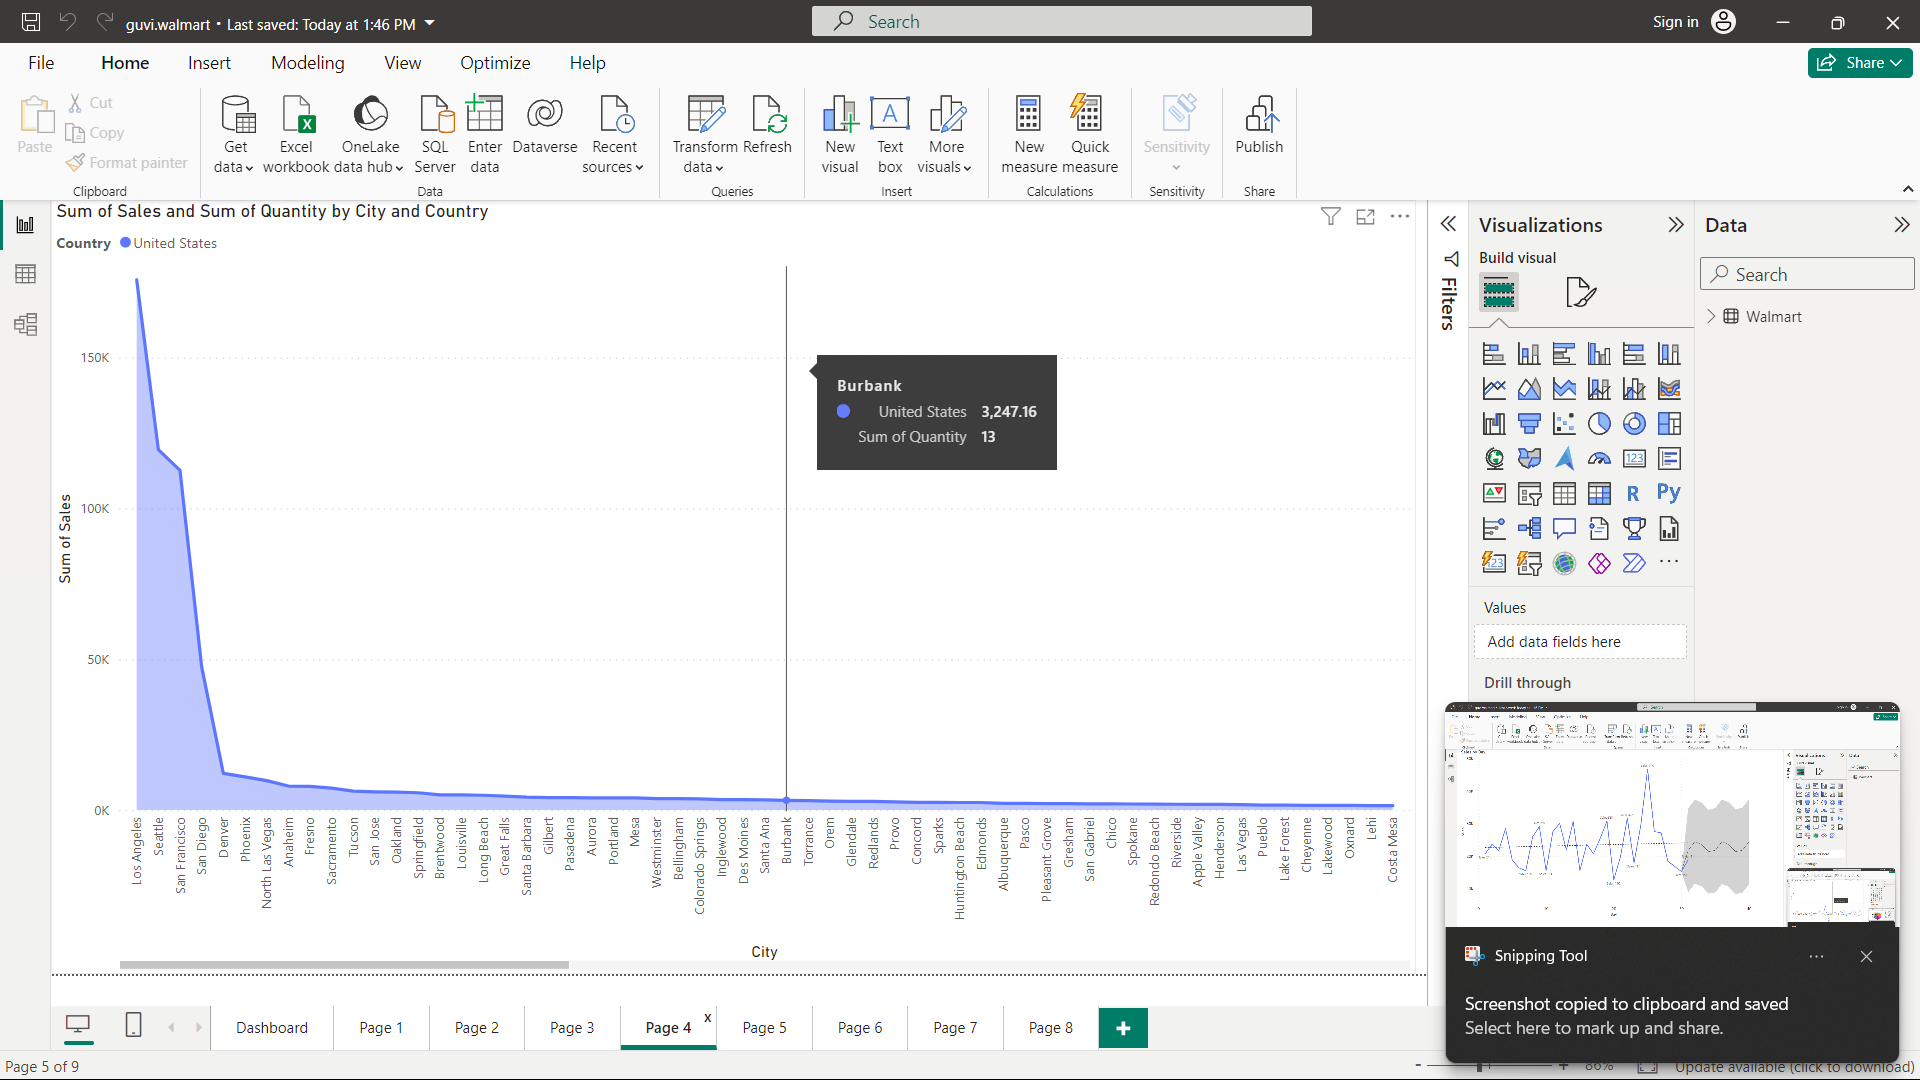 guvi.walmart • Last saved: Today at 1:46 PM
Search
Sign in
File
Home
Insert
Modeling
View
Optimize
Help
Share
Paste
Cut
Copy
Format painter
Clipboard
Get data
Excel workbook
OneLake data hub
SQL Server
Enter data
Dataverse
Recent sources
Data
Transform data
Refresh
Queries
New visual
Text box
More visuals
Insert
New measure
Quick measure
Calculations
Sensitivity
Sensitivity
Publish
Share
Sum of Sales and Sum of Quantity by City and Country
Country
United States
150K
100K
50K
0K
Sum of Sales
Burbank
United States 3,247.16
Sum of Quantity 13
Los Angeles
Seattle
San Francisco
San Diego
Denver
Phoenix
North Las Vegas
Anaheim
Fresno
Sacramento
Tucson
San Jose
Oakland
Springfield
Brentwood
Louisville
Long Beach
Great Falls
Santa Barbara
Gilbert
Pasadena
Aurora
Portland
Mesa
Westminster
Bellingham
Colorado Springs
Inglewood
Des Moines
Santa Ana
Burbank
Torrance
Orem
Glendale
Redlands
Provo
Concord
Sparks
Huntington Beach
Edmonds
Albuquerque
Pasco
Pleasant Grove
Gresham
San Gabriel
Chico
Spokane
Redondo Beach
Riverside
Apple Valley
Henderson
Las Vegas
Pueblo
Lake Forest
Cheyenne
Lakewood
Oxnard
Lehi
Costa Mesa
City
Filters
Visualizations
Build visual
123
R
Py
123
Values
Add data fields here
Drill through
Data
Search
Walmart
Snipping Tool
Screenshot copied to clipboard and saved
Select here to mark up and share.
Dashboard
Page 1
Page 2
Page 3
Page 4
x
Page 5
Page 6
Page 7
Page 8
Page 5 of 9
86%
Update available (click to download)